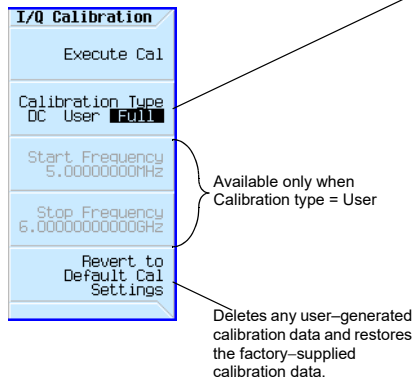 I/Q Calibration
Execute Cal
Calibration Type
DC User Full
Start Frequency
5.00000000MHz
Stop Frequency
6.0000000000GHz
Available only when
Calibration type = User
Revert to
Default Cal
Settings
Deletes any user–generated
calibration data and restores
the factory–supplied
calibration data.